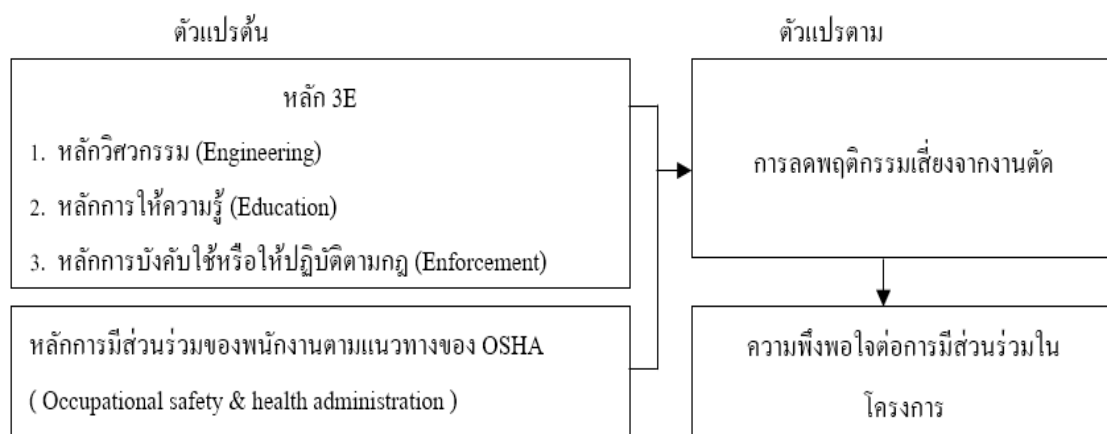 ตัวแปรต้น
หลัก 3E
1. หลักวิศวกรรม (Engineering)
2. หลักการให้ความรู้ (Education)
3. หลักการบังคับใช้หรือให้ปฏิบัติตามกฎ (Enforcement)
หลักการมีส่วนร่วมของพนักงานตามแนวทางของ OSHA
( Occupational safety & health administration )
ตัวแปรตาม
การลดพฤติกรรมเสี่ยงจากงานตัด
ความพึงพอใจต่อการมีส่วนร่วมใน
โครงการ